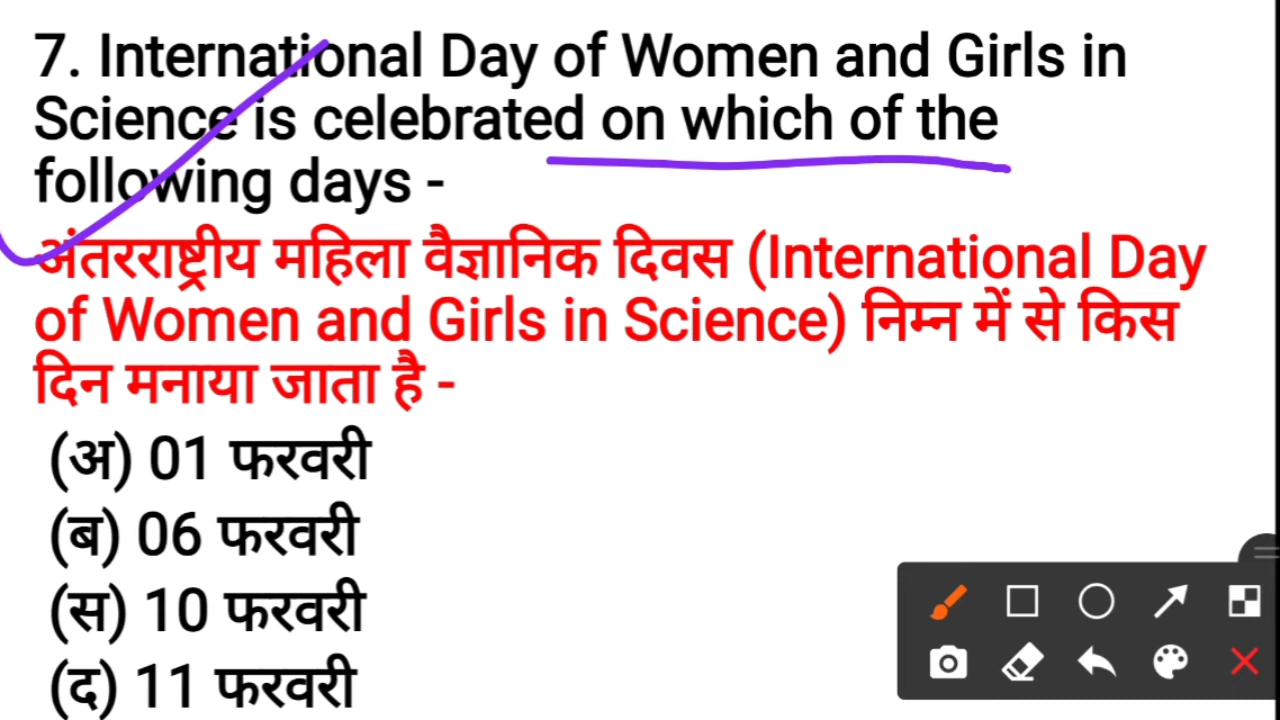 7. International Day of Women and Girls in
Science is celebrated on which of the
following days -
अंतरराष्ट्रीय महिला वैज्ञानिक दिवस (International Day
of Women and Girls in Science) निम्न में से किस
दिन मनाया जाता है -
(अ) 01 फरवरी
(ब) 06 फरवरी
(स) 10 फरवरी
(द) 11 फरवरी